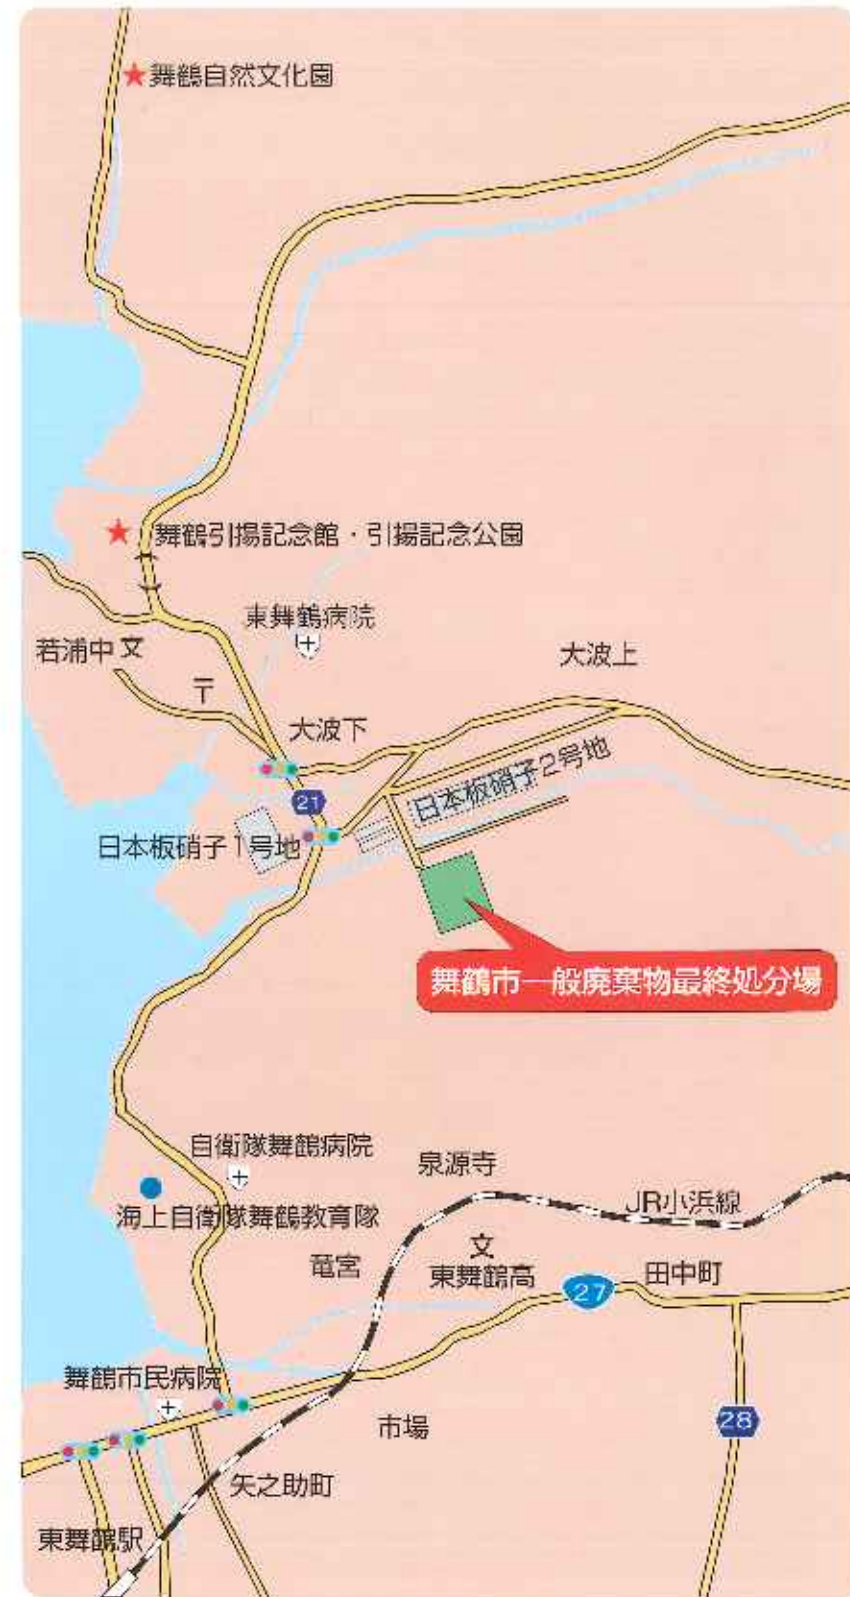 舞鶴自然文化園
舞鶴引揚記念館・引揚記念公園
東舞鶴病院
若浦中
文
〒
大波上
大波下
21
日本板硝子2号地
日本板硝子1号地
舞鶴市一般廃棄物最終処分場
自衛隊舞鶴病院
泉源寺
海上自衛隊舞鶴教育隊
JR小浜線
竜宮
文
東舞鶴高
田中町
27
舞鶴市民病院
市場
28
矢之助町
東舞鶴駅